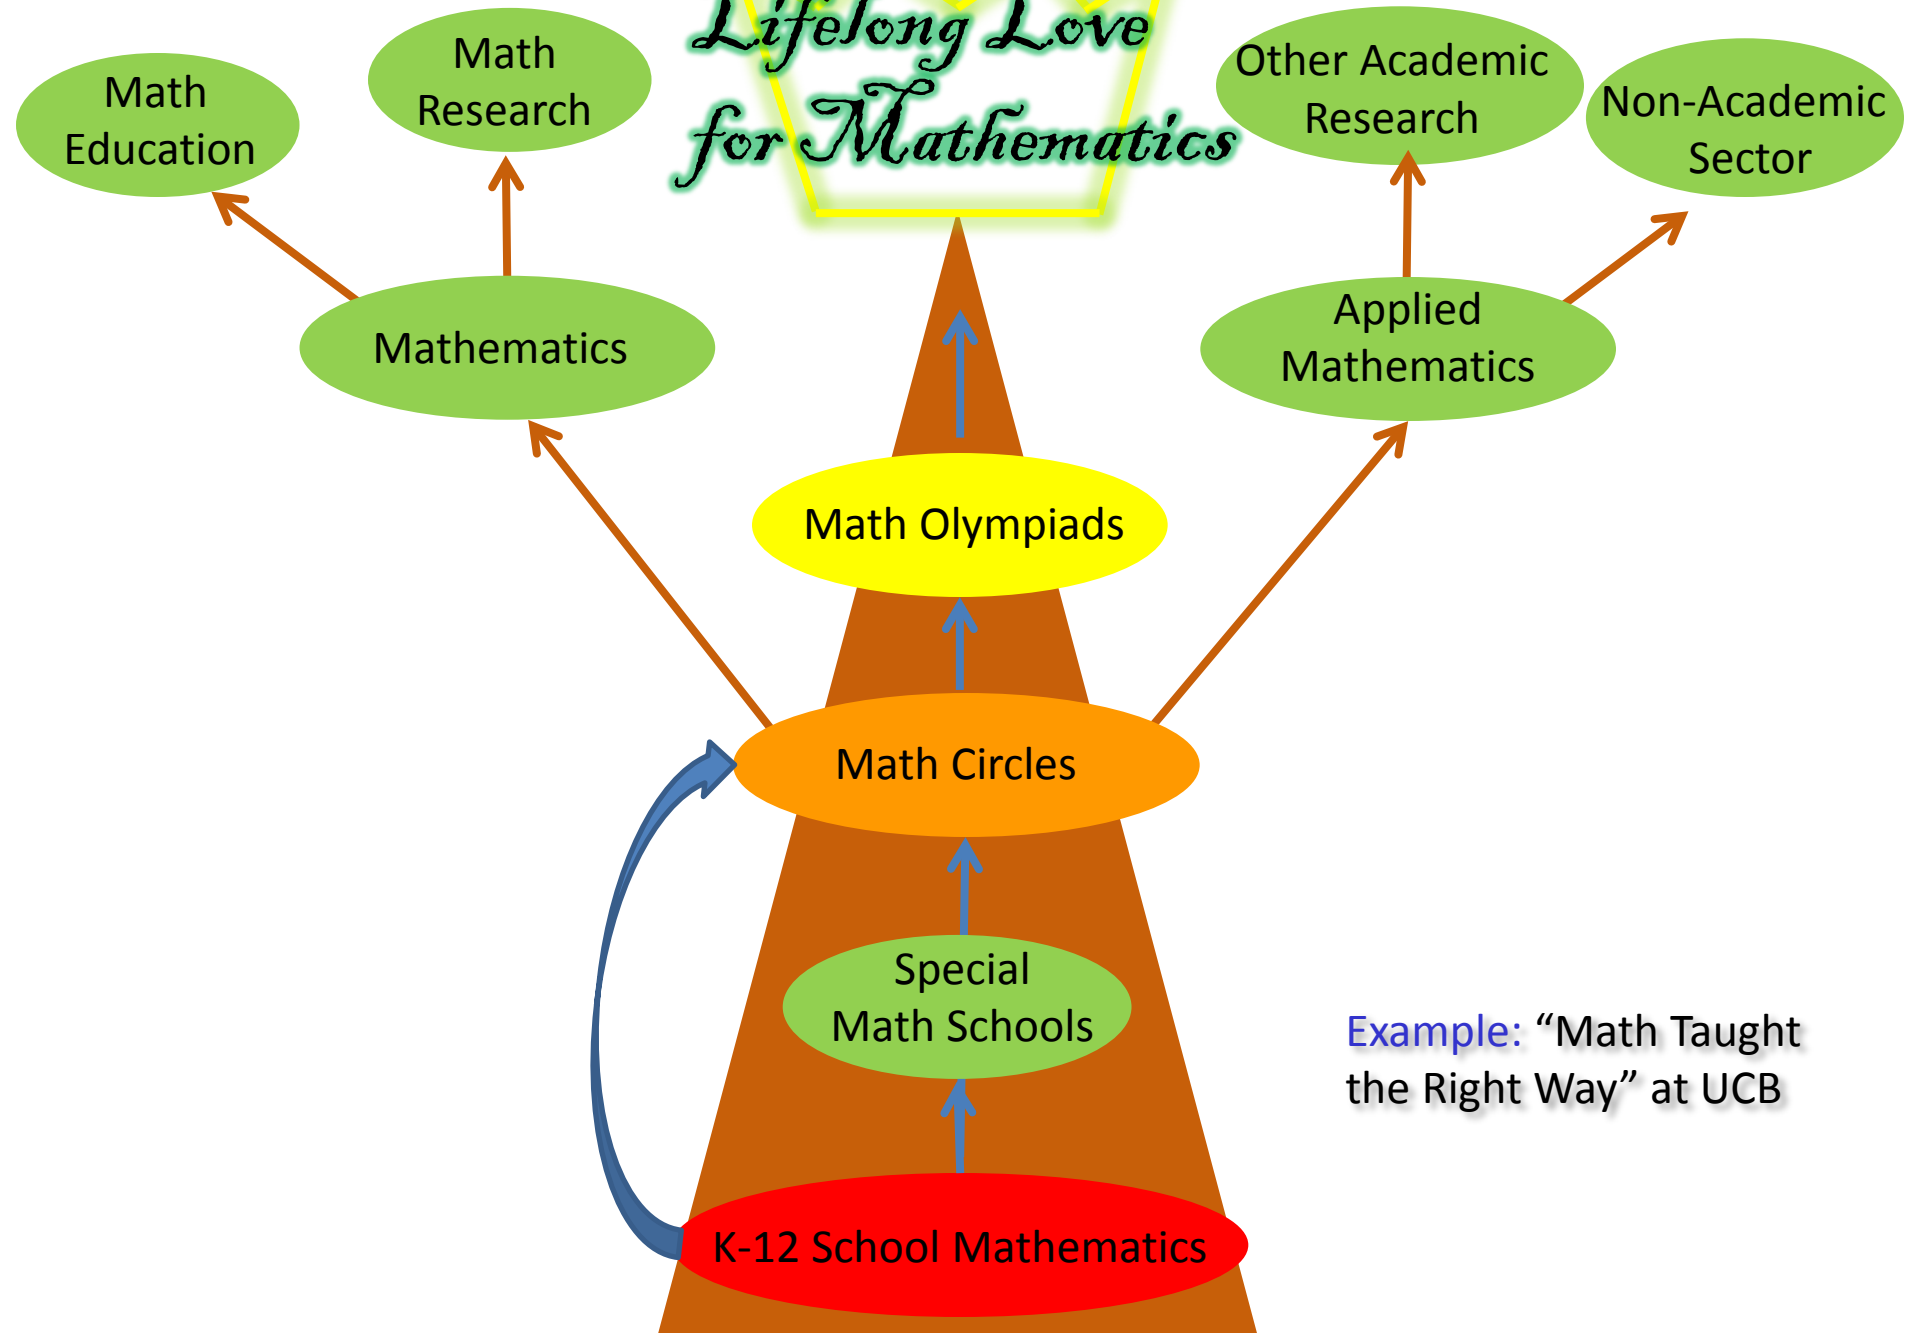 Lifelong Love
for Mathematics
Math
Education
Math
Research
Other Academic
Research
Non-Academic
Sector
Mathematics
Applied
Mathematics
Math Olympiads
Math Circles
Special
Math Schools
Example: “Math Taught
the Right Way” at UCB
K-12 School Mathematics